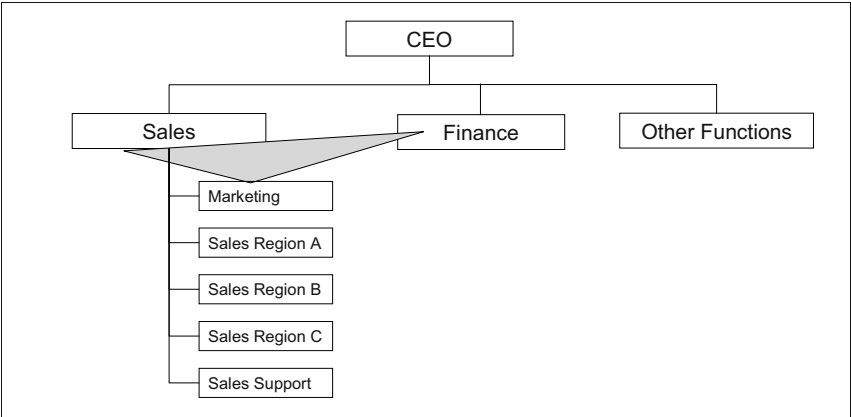 CEO
Sales
Finance
Other Functions
Marketing
Sales Region A
Sales Region B
Sales Region C
Sales Support